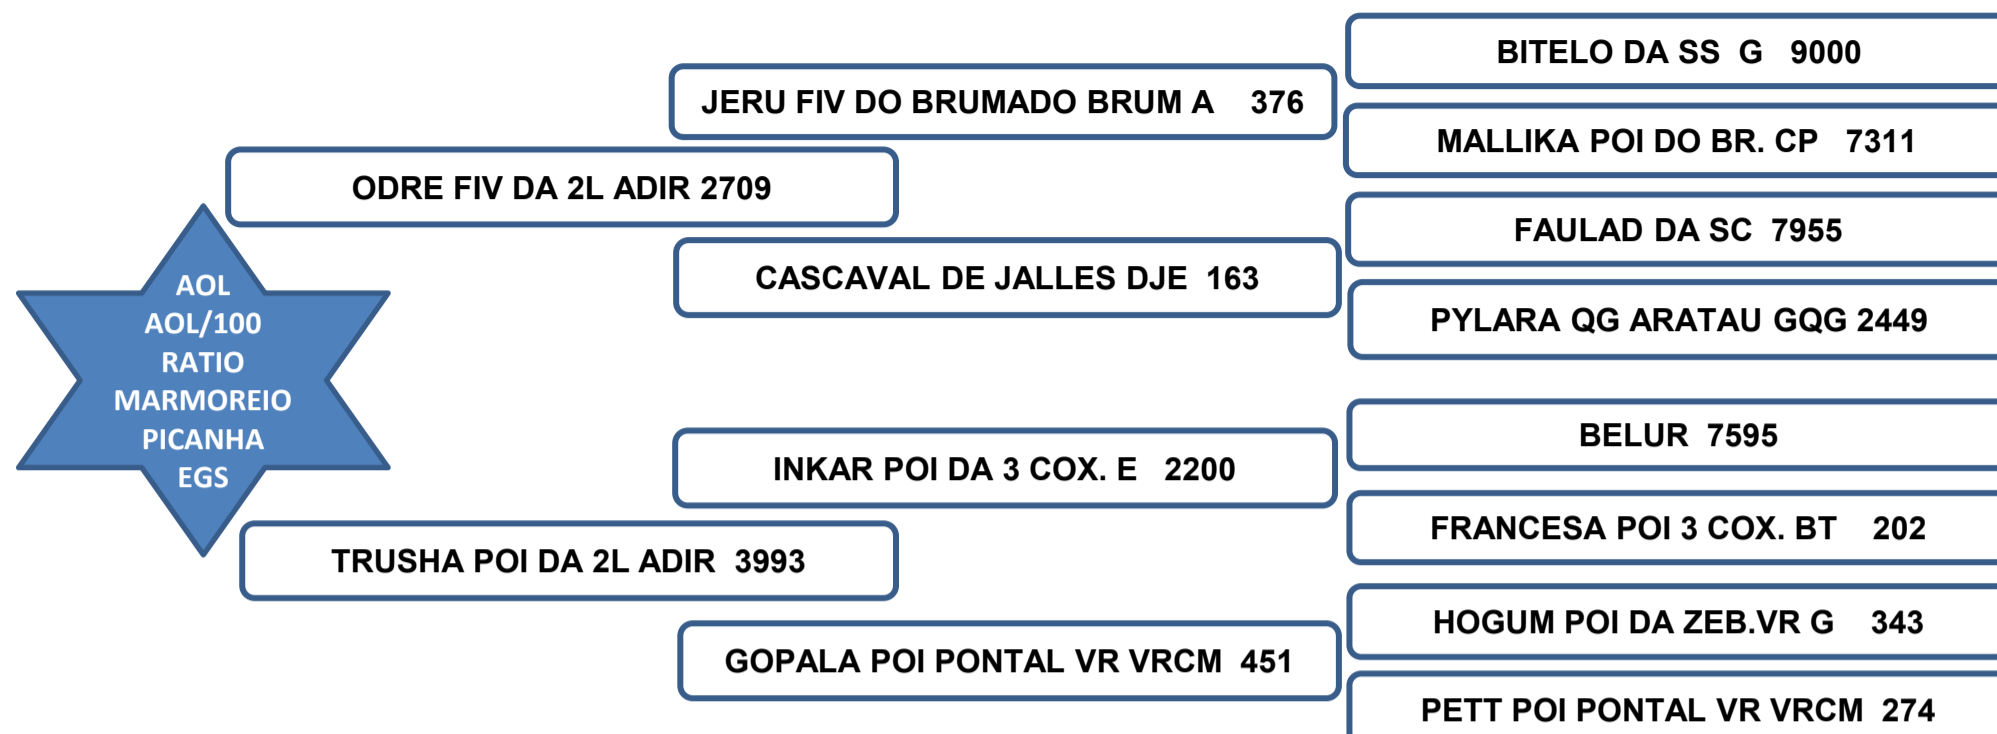 BITELO DA SS G 9000
JERU FIV DO BRUMADO BRUM A 376
MALLIKA POI DO BR. CP 7311
ODRE FIV DA 2L ADIR 2709
FAULAD DA SC 7955
CASCAVAL DE JALLES DJE 163
PYLARA QG ARATAU GQG 2449
AOL
AOL/100
RATIO
MARMOREIO
PICANHA
EGS
BELUR 7595
INKAR POI DA 3 COX. E 2200
FRANCESA POI 3 COX. BT 202
TRUSHA POI DA 2L ADIR 3993
HOGUM POI DA ZEB.VR G 343
GOPALA POI PONTAL VR VRCM 451
PETT POI PONTAL VR VRCM 274